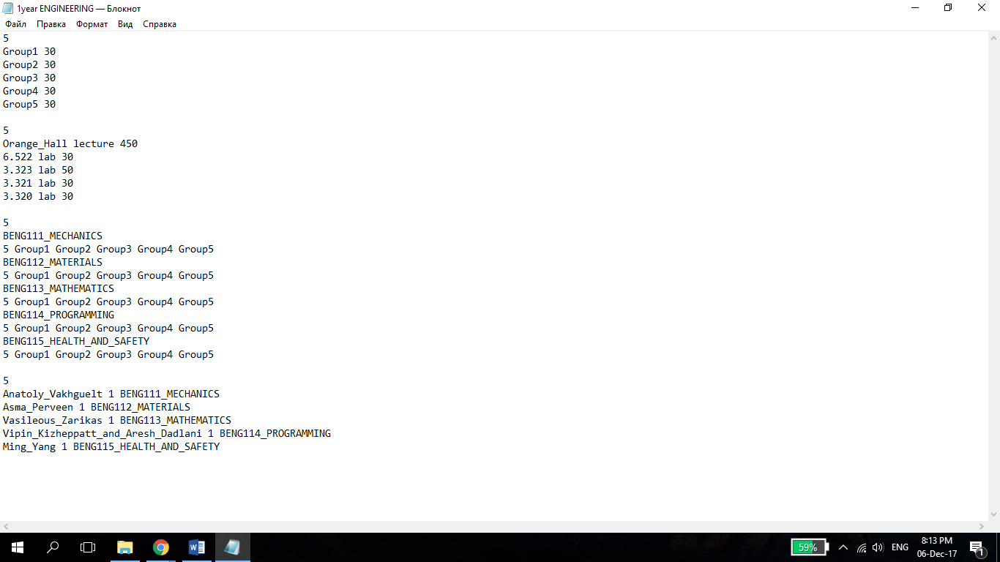 1year ENGINEERING — Блокнот
Файл Правка Формат Вид Справка
5
Group1 30
Group2 30
Group3 30
Group4 30
Group5 30
5
Orange_Hall lecture 450
6.522 lab 30
3.323 lab 50
3.321 lab 30
3.320 lab 30
5
BENG111_MECHANICS
5 Group1 Group2 Group3 Group4 Group5
BENG112_MATERIALS
5 Group1 Group2 Group3 Group4 Group5
BENG113_MATHEMATICS
5 Group1 Group2 Group3 Group4 Group5
BENG114_PROGRAMMING
5 Group1 Group2 Group3 Group4 Group5
BENG115_HEALTH_AND_SAFETY
5 Group1 Group2 Group3 Group4 Group5
5
Anatoly_Vakhguelt 1 BENG111_MECHANICS
Asma_Perveen 1 BENG112_MATERIALS
Vasileous_Zarikas 1 BENG113_MATHEMATICS
Vipin_Kizheppatt_and_Aresh_Dadlani 1 BENG114_PROGRAMMING
Ming_Yang 1 BENG115_HEALTH_AND_SAFETY
59% ENG 8:13 PM
06-Dec-17 1